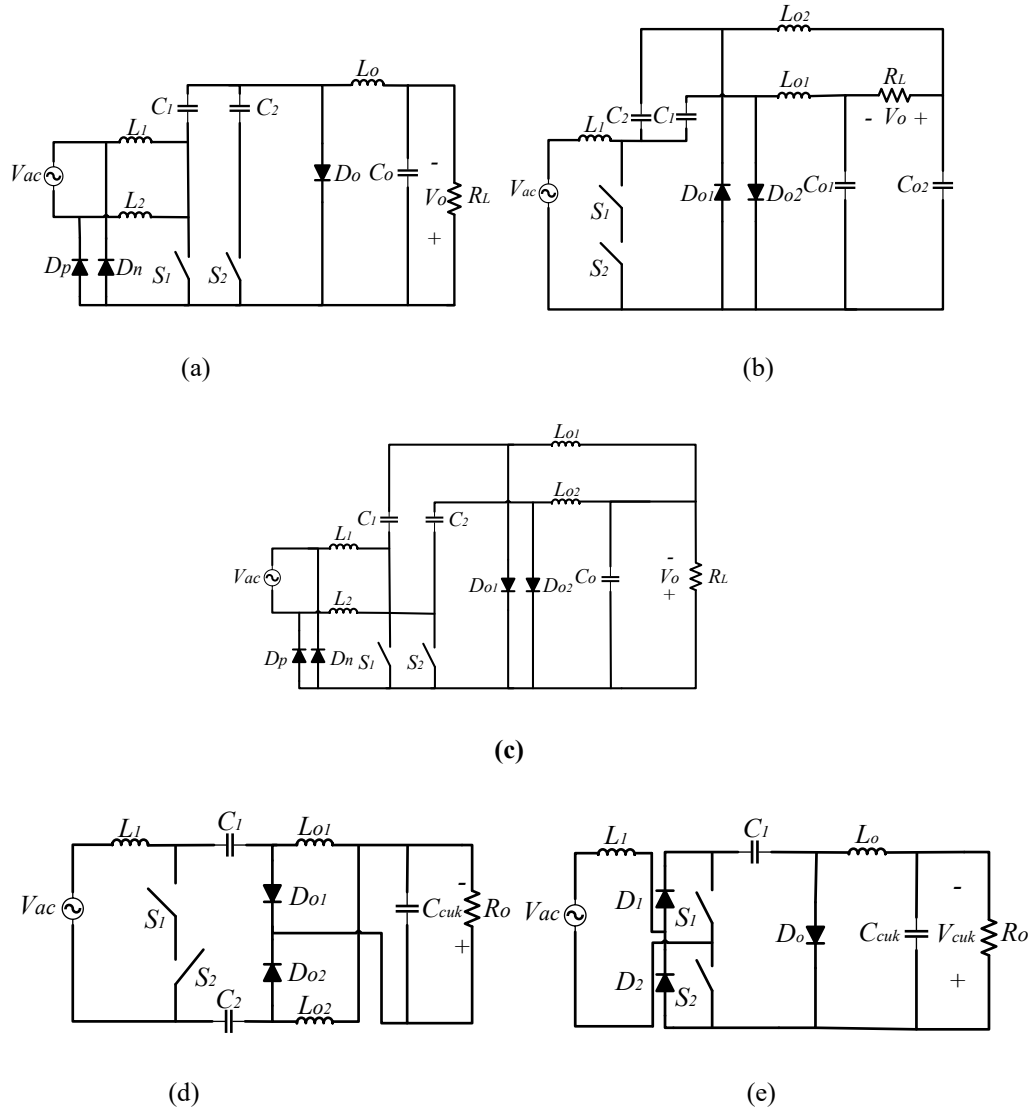 Lo
C1
C2
L1
Vac
Do
Co
-
Vo
RL
+
L2
Dp
Dn
S1
S2
(a)
Lo2
Lo1
RL
- Vo +
C2
C1
L1
Vac
S1
S2
Do1
Do2
Co1
Co2
(b)
Lo1
Lo2
C1
C2
L1
Vac
L2
Do1
Do2
Co
-
Vo
+
RL
Dp
Dn
S1
S2
(c)
L1
C1
Lo1
Vac
S1
S2
Do1
Do2
Ccuk
-
Ro
+
C2
Lo2
(d)
L1
C1
Lo
D1
S1
Vac
Do
Ccuk
-
Vcuk
+
Ro
D2
S2
(e)